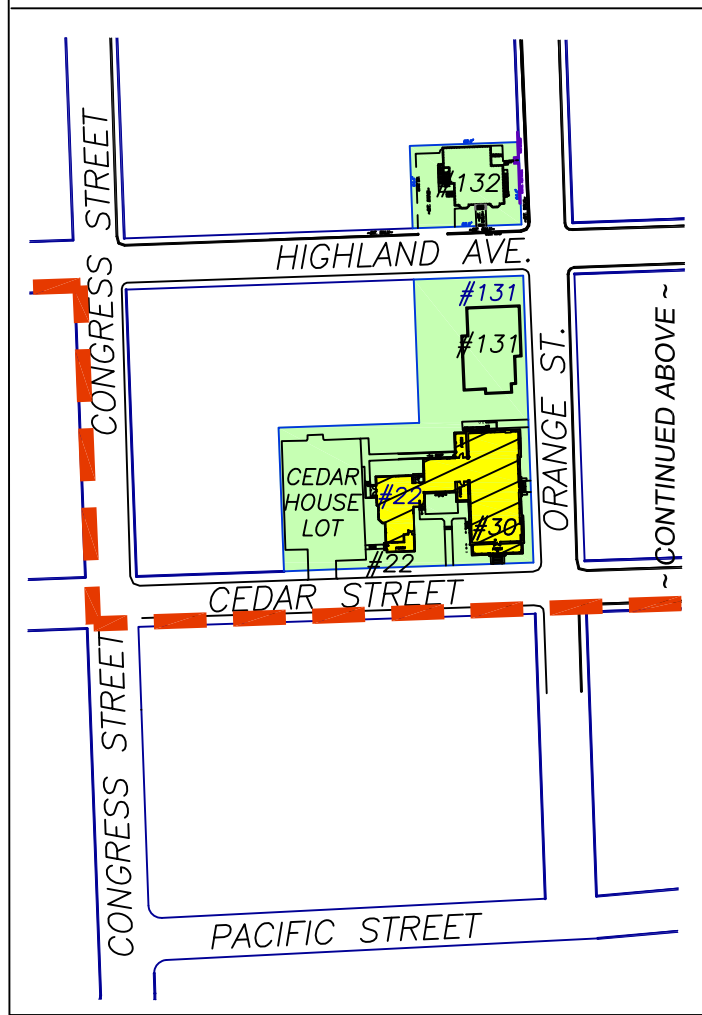 CONGRESS STREET
#132
HIGHLAND AVE.
#131
#131
ORANGE ST.
~ CONTINUED ABOVE ~
CEDAR
HOUSE
LOT
#22
#30
#22
CEDAR STREET
CONGRESS STREET
PACIFIC STREET